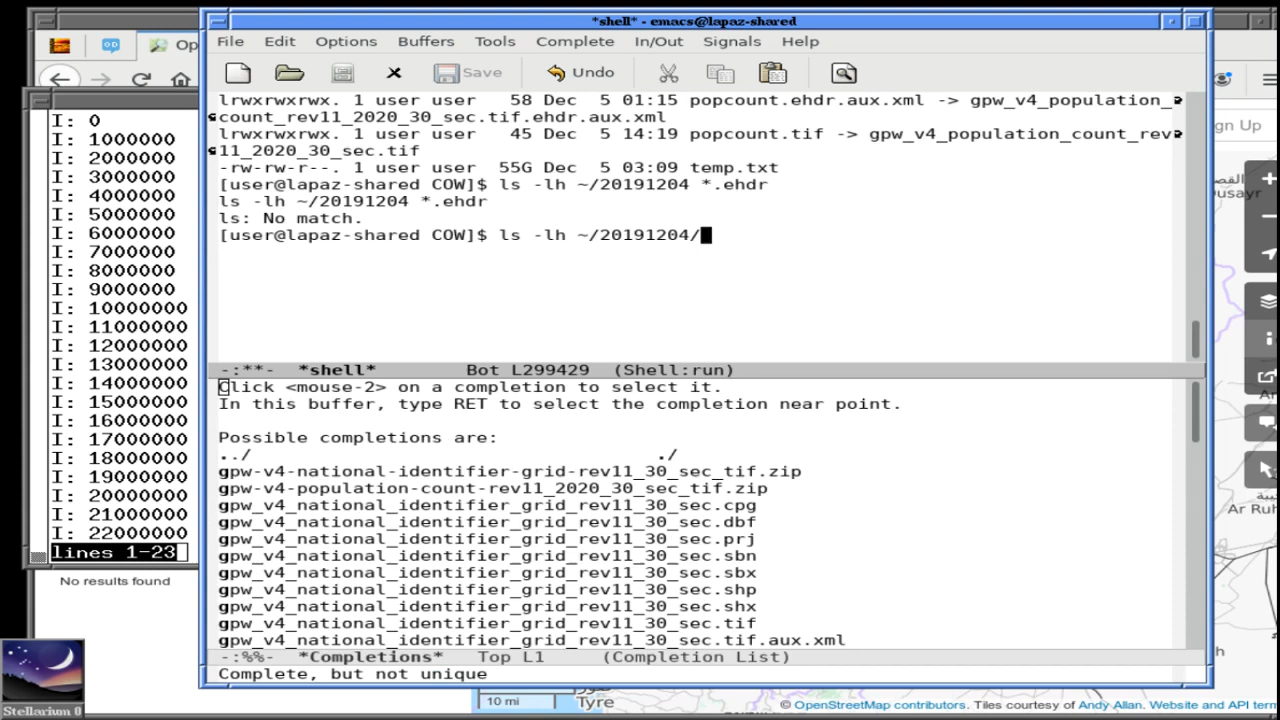 *shell* - emacs@lapaz-shared
File Edit Options Buffers Tools Complete In/Out Signals Help
Save Undo
lrwxrwxrwx. 1 user user   58 Dec  5 01:15 popcount.ehdr.aux.xml -> gpw_v4_population_
count_rev11_2020_30_sec.tif.ehdr.aux.xml
lrwxrwxrwx. 1 user user   45 Dec  5 14:19 popcount.tif -> gpw_v4_population_count_rev
11_2020_30_sec.tif
-rw-rw-r--. 1 user user  55G Dec  5 03:09 temp.txt
[user@lapaz-shared COW]$ ls -lh ~/20191204 *.ehdr
ls -lh ~/20191204 *.ehdr
ls: No match.
[user@lapaz-shared COW]$ ls -lh ~/20191204/
-:**-  *shell*        Bot L299429  (Shell:run)
Click <mouse-2> on a completion to select it.
In this buffer, type RET to select the completion near point.
Possible completions are:
../ ./
gpw-v4-national-identifier-grid-rev11_30_sec_tif.zip
gpw-v4-population-count-rev11_2020_30_sec_tif.zip
gpw_v4_national_identifier_grid_rev11_30_sec.cpg
gpw_v4_national_identifier_grid_rev11_30_sec.dbf
gpw_v4_national_identifier_grid_rev11_30_sec.prj
gpw_v4_national_identifier_grid_rev11_30_sec.sbn
gpw_v4_national_identifier_grid_rev11_30_sec.sbx
gpw_v4_national_identifier_grid_rev11_30_sec.shp
gpw_v4_national_identifier_grid_rev11_30_sec.shx
gpw_v4_national_identifier_grid_rev11_30_sec.tif
gpw_v4_national_identifier_grid_rev11_30_sec.tif.aux.xml
-:%%-  *Completions*   Top L1     (Completion List)
Complete, but not unique
Op
I: 0
I: 1000000
I: 2000000
I: 3000000
I: 4000000
I: 5000000
I: 6000000
I: 7000000
I: 8000000
I: 9000000
I: 10000000
I: 11000000
I: 12000000
I: 13000000
I: 14000000
I: 15000000
I: 16000000
I: 17000000
I: 18000000
I: 19000000
I: 20000000
I: 21000000
I: 22000000
lines 1-23
No results found
Stellarium 0
gn Up
القص
usayr
Ar Ruh
10 mi
صور
Tyre
© OpenStreetMap contributors. Tiles courtesy of Andy Allan. Website and API term